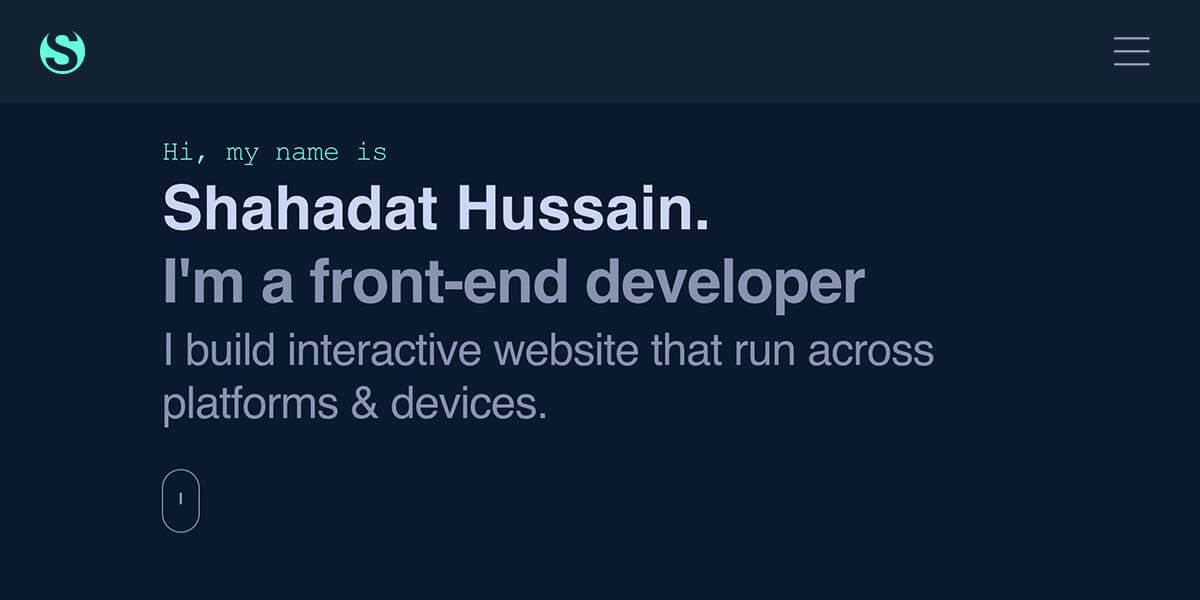 S
Hi, my name is
Shahadat Hussain.
I'm a front-end developer
I build interactive website that run across
platforms & devices.